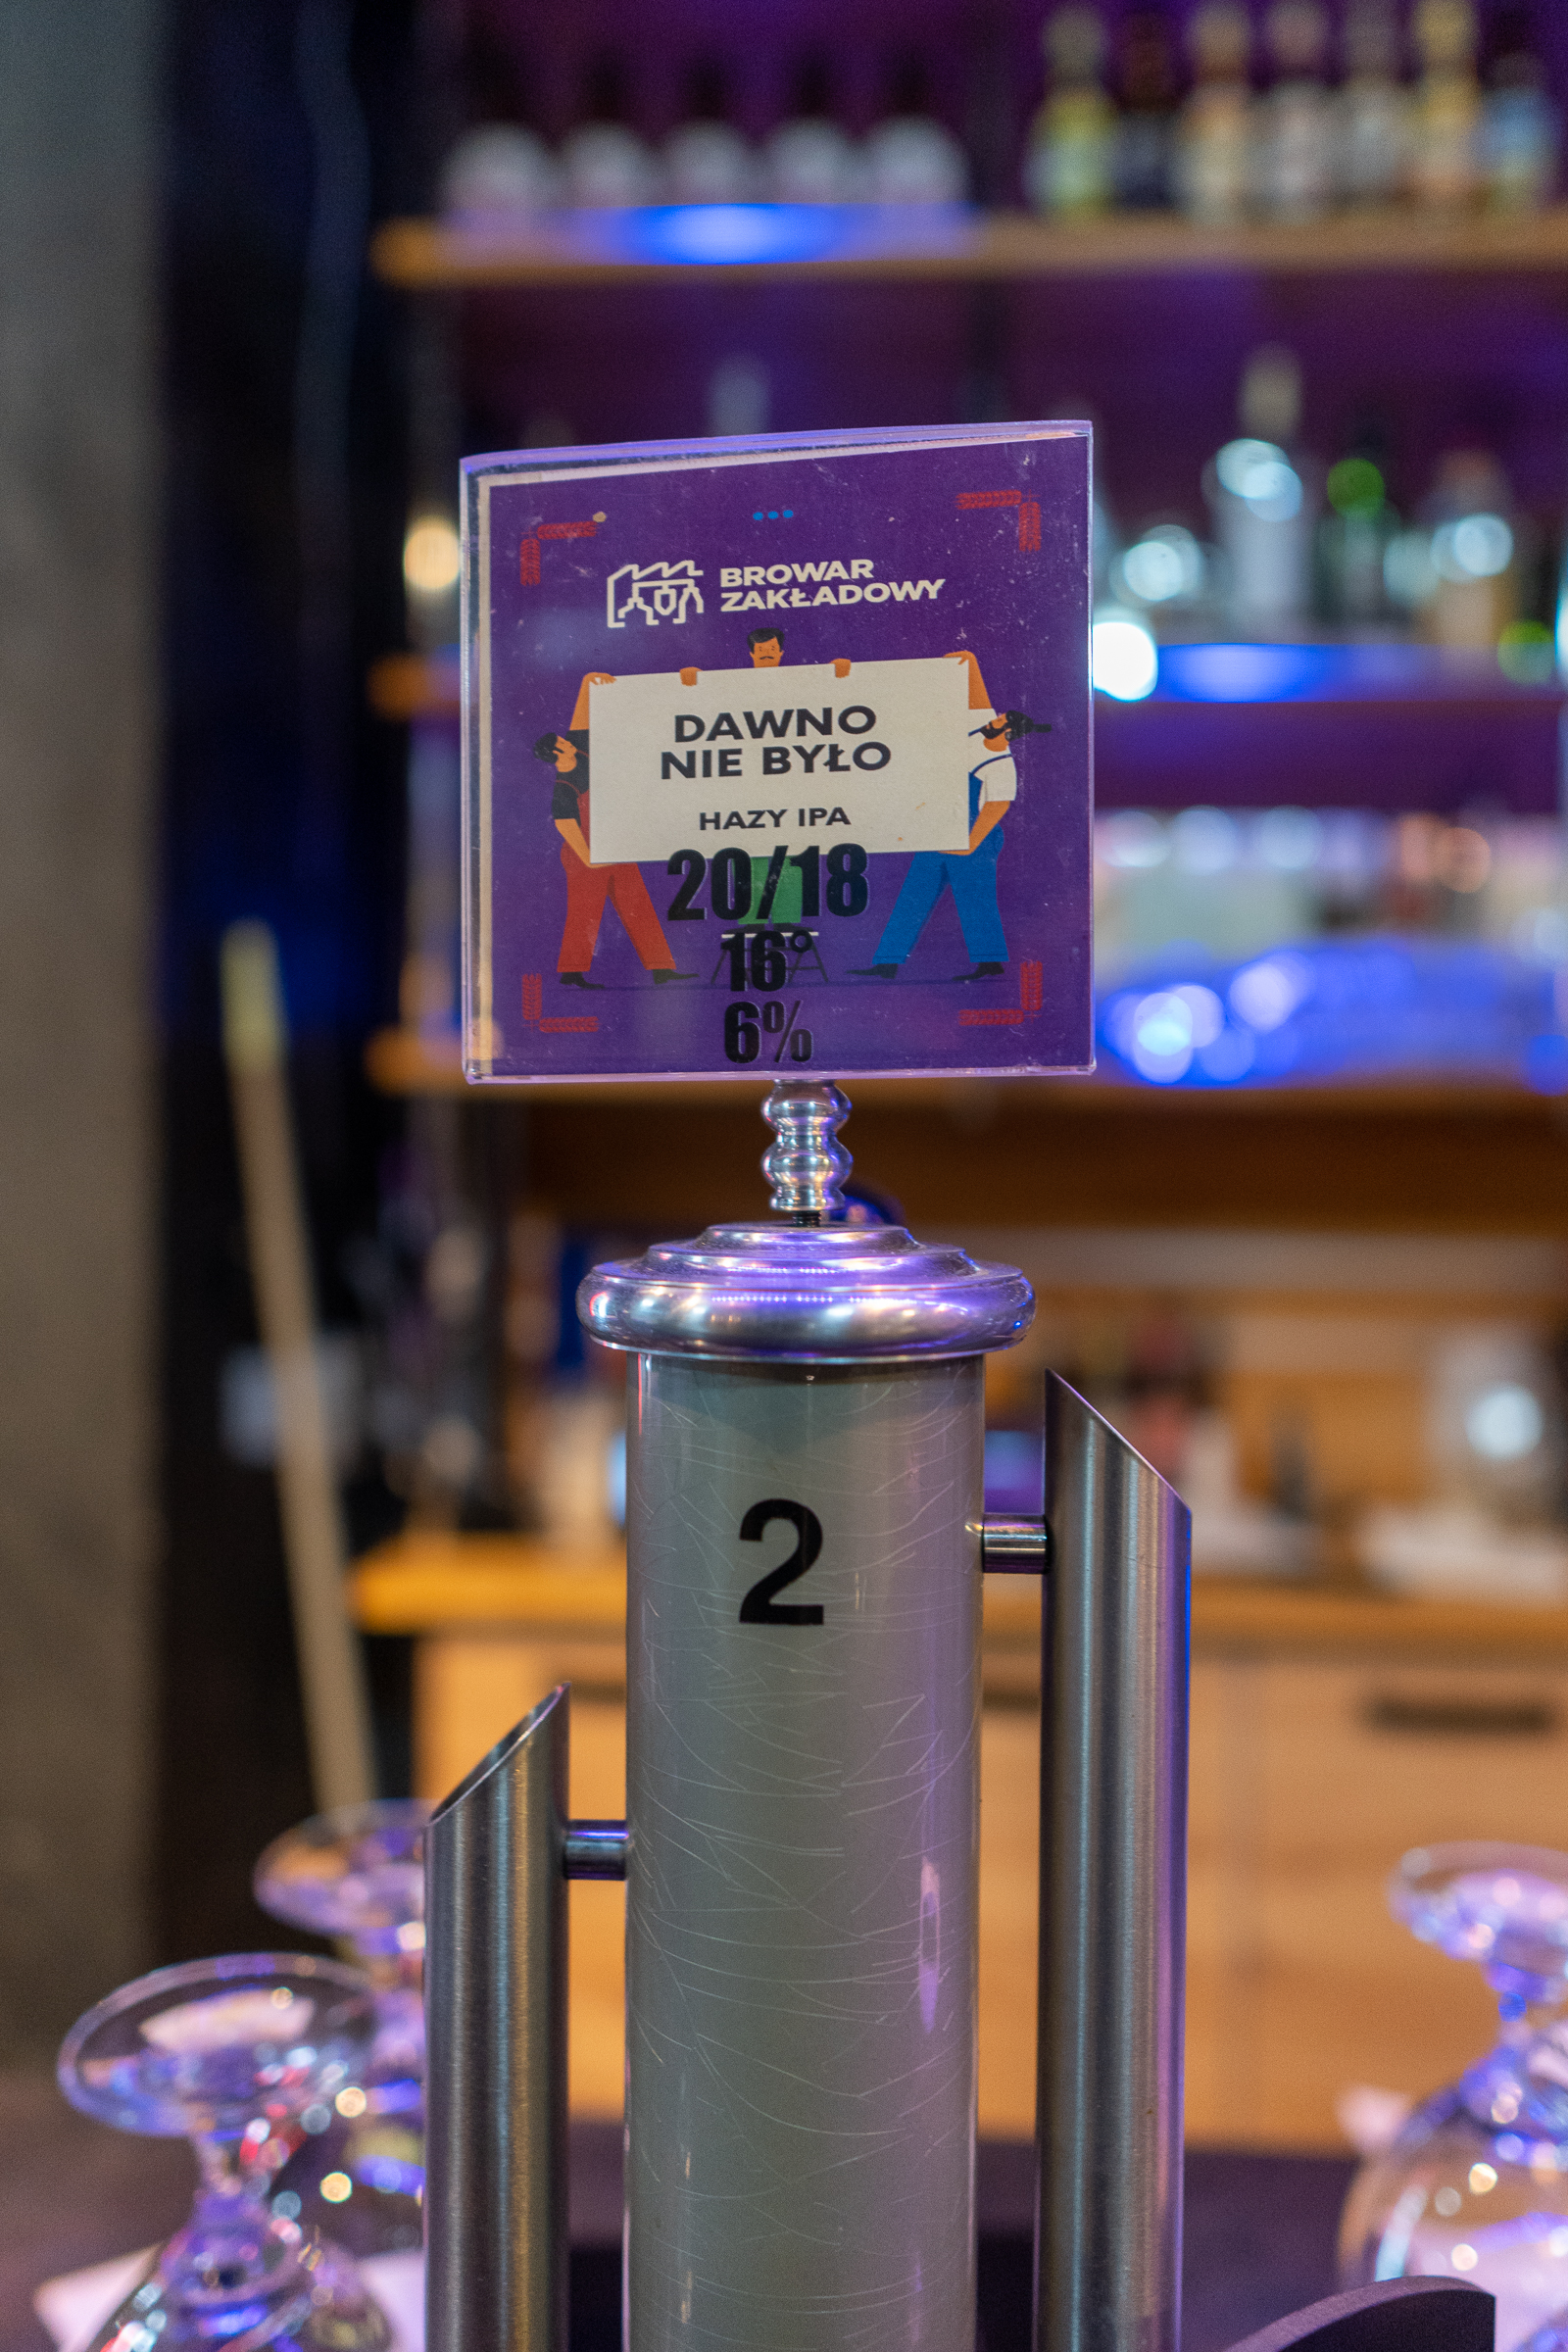 BROWAR
ZAKŁADOWY
DAWNO
NIE BYŁO
HAZY IPA
20/18
16°
6%
2